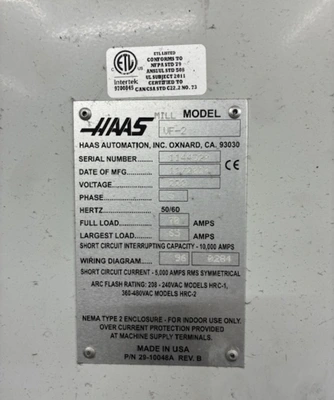 ETL LISTED
CONFORMS TO
NFPA STD 79
ANSI/UL STD 508
UL SUBJECT 2011
CERTIFIED TO
CAN/CSA STD C22.2 NO. 73
ETL
Intertek
9700845
HAAS MILL MODEL
VF-2
HAAS AUTOMATION, INC. OXNARD, CA. 93030
SERIAL NUMBER
DATE OF MFG. CE
VOLTAGE
PHASE
HERTZ 50/60
FULL LOAD AMPS
LARGEST LOAD AMPS
SHORT CIRCUIT INTERRUPTING CAPACITY - 10,000 AMPS
WIRING DIAGRAM 96
SHORT CIRCUIT CURRENT - 5,000 AMPS RMS SYMMETRICAL
ARC FLASH RATING: 208 - 240VAC MODELS HRC-1,
360-480VAC MODELS HRC-2
NEMA TYPE 2 ENCLOSURE - FOR INDOOR USE ONLY.
OVER CURRENT PROTECTION PROVIDED AT
MACHINE SUPPLY TERMINALS.
MADE IN USA
P/N 29-10048A REV. B